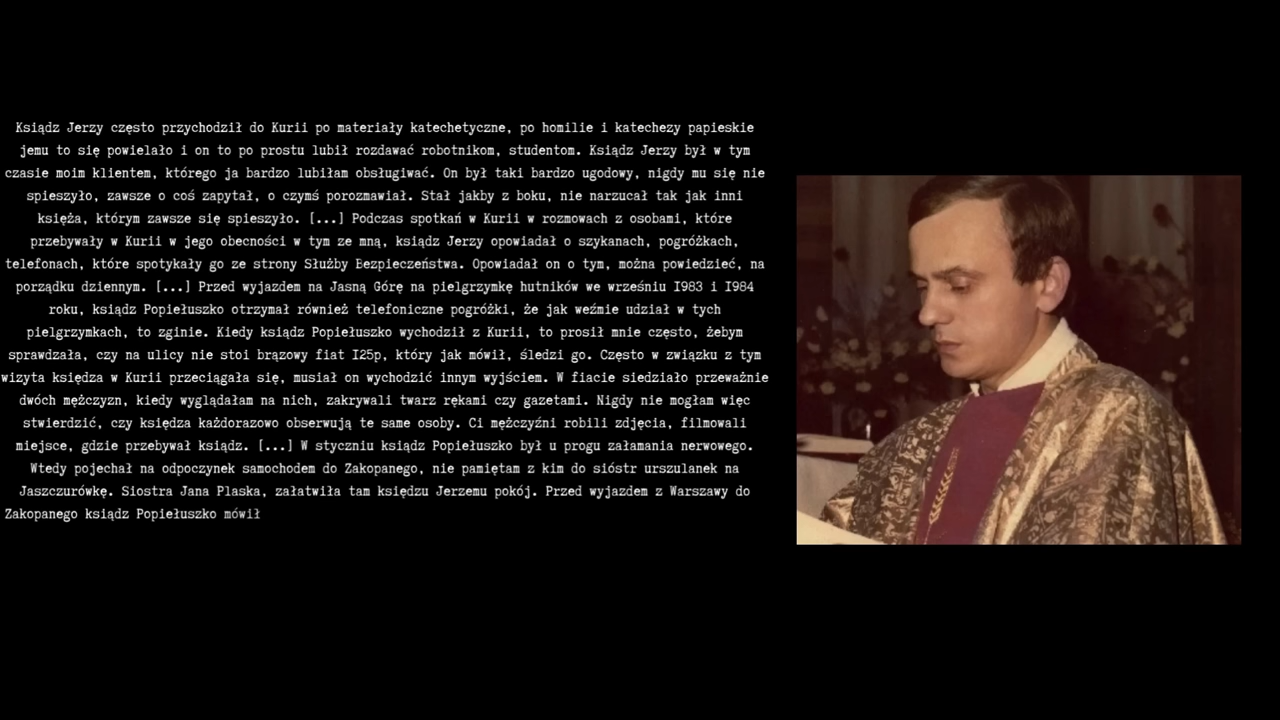 Ksiądz Jerzy często przychodził do Kurii po materiały katechetyczne, po homilie i katechezy papieskie
jemu to się powielało i on to po prostu lubił rozdawać robotnikom, studentom. Ksiądz Jerzy był w tym
czasie moim klientem, którego ja bardzo lubiłam obsługiwać. On był taki bardzo ugodowy, nigdy mu się nie
spieszyło, zawsze o coś zapytał, o czymś porozmawiał. Stał jakby z boku, nie narzucał tak jak inni
księża, którym zawsze się spieszyło. [...] Podczas spotkań w Kurii w rozmowach z osobami, które
przebywały w Kurii w jego obecności w tym ze mną, ksiądz Jerzy opowiadał o szykanach, pogróżkach,
telefonach, które spotykały go ze strony Służby Bezpieczeństwa. Opowiadał on o tym, można powiedzieć, na
porządku dziennym. [...] Przed wyjazdem na Jasną Górę na pielgrzymkę hutników we wrześniu I983 i I984
roku, ksiądz Popiełuszko otrzymał również telefoniczne pogróżki, że jak weźmie udział w tych
pielgrzymkach, to zginie. Kiedy ksiądz Popiełuszko wychodził z Kurii, to prosił mnie często, żebym
sprawdzała, czy na ulicy nie stoi brązowy fiat I25p, który jak mówił, śledzi go. Często w związku z tym
wizyta księdza w Kurii przeciągała się, musiał on wychodzić innym wyjściem. W fiacie siedziało przeważnie
dwóch mężczyzn, kiedy wyglądałam na nich, zakrywali twarz rękami czy gazetami. Nigdy nie mogłam więc
stwierdzić, czy księdza każdorazowo obserwują te same osoby. Ci mężczyźni robili zdjęcia, filmowali
miejsce, gdzie przebywał ksiądz. [...] W styczniu ksiądz Popiełuszko był u progu załamania nerwowego.
Wtedy pojechał na odpoczynek samochodem do Zakopanego, nie pamiętam z kim do sióstr urszulanek na
Jaszczurówkę. Siostra Jana Płaska, załatwiła tam księdzu Jerzemu pokój. Przed wyjazdem z Warszawy do
Zakopanego ksiądz Popiełuszko mówił